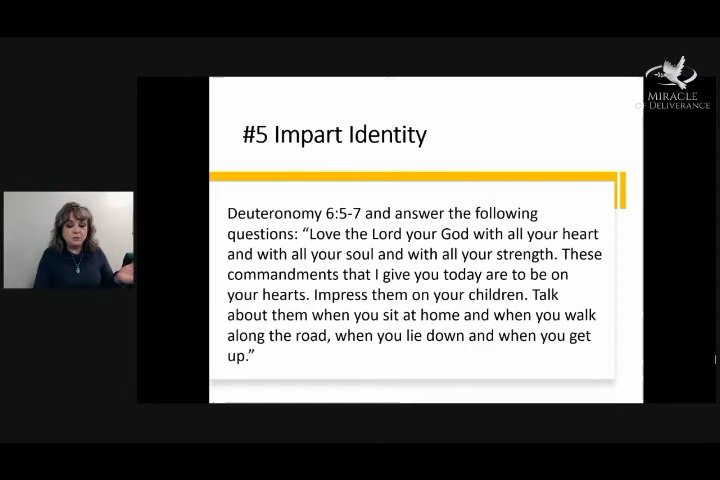 MIRACLE
OF DELIVERANCE
#5 Impart Identity
Deuteronomy 6:5-7 and answer the following
questions: “Love the Lord your God with all your heart
and with all your soul and with all your strength. These
commandments that I give you today are to be on
your hearts. Impress them on your children. Talk
about them when you sit at home and when you walk
along the road, when you lie down and when you get
up.”